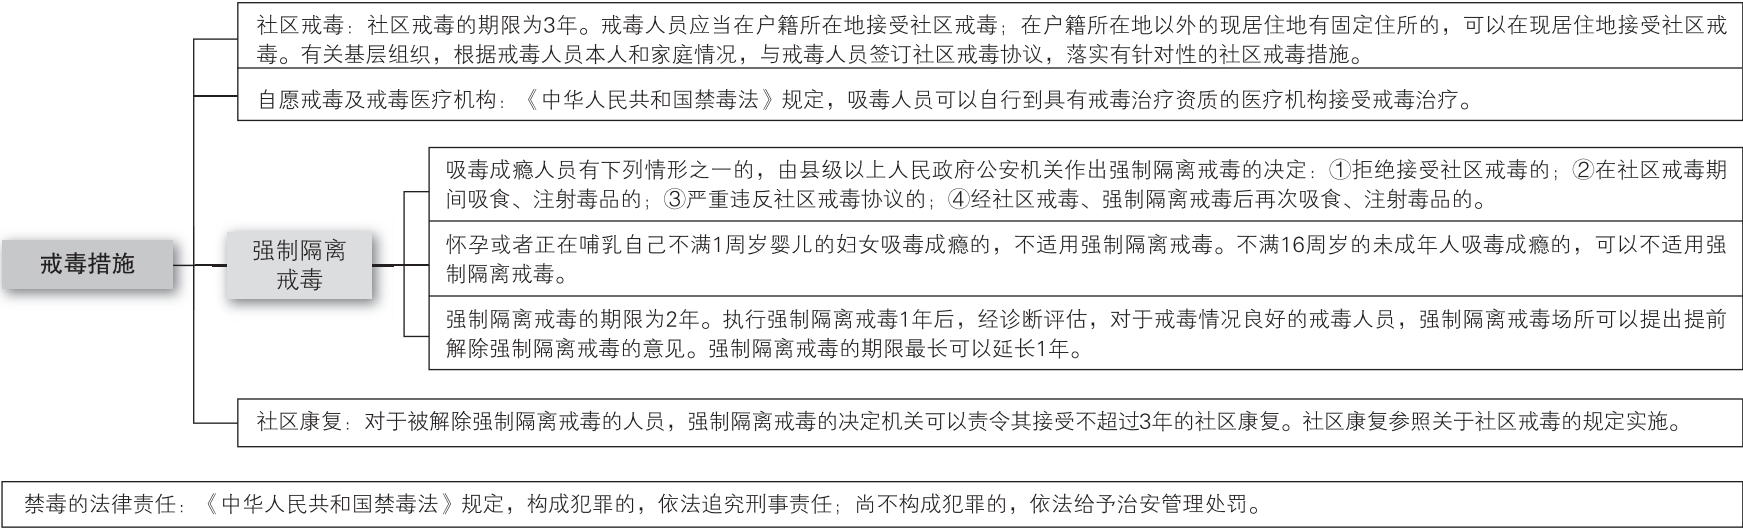 社区戒毒：社区戒毒的期限为3年。戒毒人员应当在户籍所在地接受社区戒毒；在户籍所在地以外的现居住地有固定住所的，可以在现居住地接受社区戒
毒。有关基层组织，根据戒毒人员本人和家庭情况，与戒毒人员签订社区戒毒协议，落实有针对性的社区戒毒措施。
自愿戒毒及戒毒医疗机构：《中华人民共和国禁毒法》规定，吸毒人员可以自行到具有戒毒治疗资质的医疗机构接受戒毒治疗。
戒毒措施
强制隔离
戒毒
吸毒成瘾人员有下列情形之一的，由县级以上人民政府公安机关作出强制隔离戒毒的决定：①拒绝接受社区戒毒的；②在社区戒毒期
间吸食、注射毒品的；③严重违反社区戒毒协议的；④经社区戒毒、强制隔离戒毒后再次吸食、注射毒品的。
怀孕或者正在哺乳自己不满1周岁婴儿的妇女吸毒成瘾的，不适用强制隔离戒毒。不满16周岁的未成年人吸毒成瘾的，可以不适用强
制隔离戒毒。
强制隔离戒毒的期限为2年。执行强制隔离戒毒1年后，经诊断评估，对于戒毒情况良好的戒毒人员，强制隔离戒毒场所可以提出提前
解除强制隔离戒毒的意见。强制隔离戒毒的期限最长可以延长1年。
社区康复：对于被解除强制隔离戒毒的人员，强制隔离戒毒的决定机关可以责令其接受不超过3年的社区康复。社区康复参照关于社区戒毒的规定实施。
禁毒的法律责任：《中华人民共和国禁毒法》规定，构成犯罪的，依法追究刑事责任；尚不构成犯罪的，依法给予治安管理处罚。